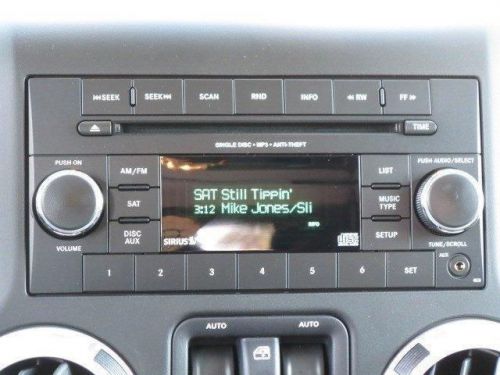 SEEK
SEEK
SCAN
RND
INFO
RW
FF
TIME
SINGLE DISC • MP3 • ANTI-THEFT
PUSH ON
AM/FM
SAT
DISC AUX
VOLUME
SAT Still Tippin'
3:12 Mike Jones/Sli
INFO
SIRIUS
LIST
MUSIC TYPE
SETUP
PUSH AUDIO/SELECT
TUNE/SCROLL
1 2 3 4 5 6 SET
AUX
AUTO AUTO